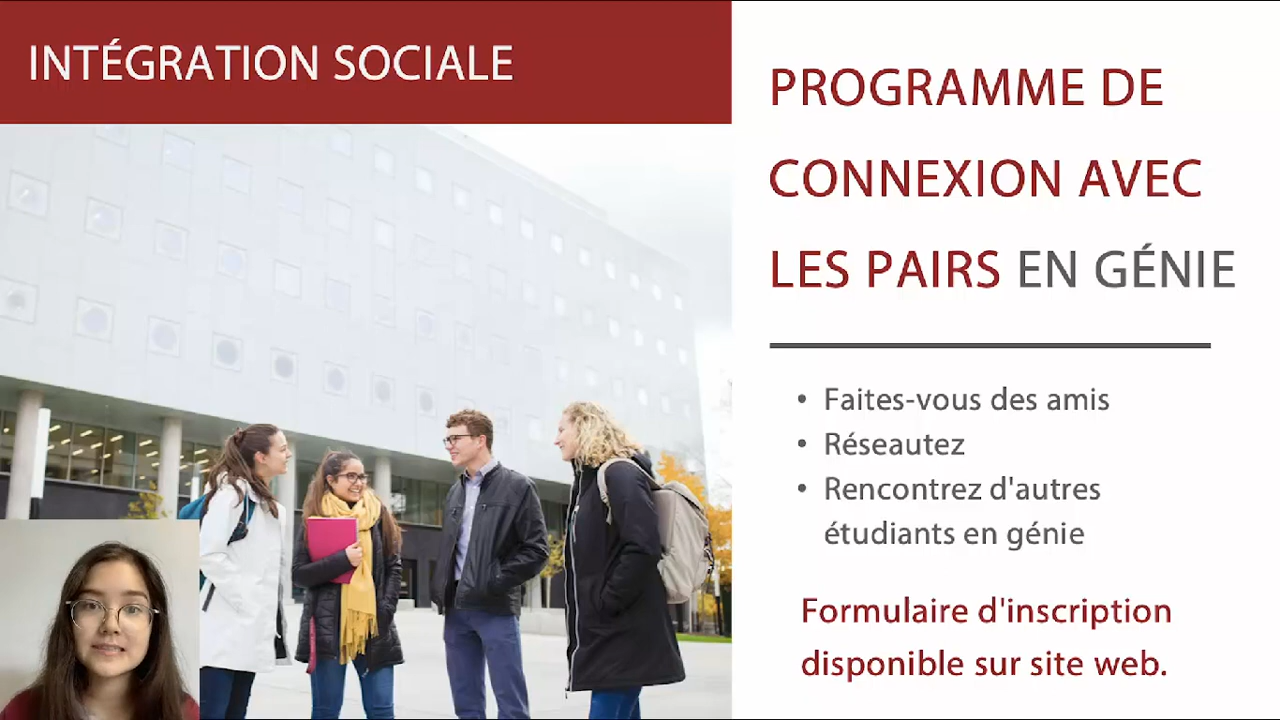 INTÉGRATION SOCIALE
PROGRAMME DE
CONNEXION AVEC
LES PAIRS EN GÉNIE
• Faites-vous des amis
• Réseautez
• Rencontrez d'autres
étudiants en génie
Formulaire d'inscription
disponible sur site web.